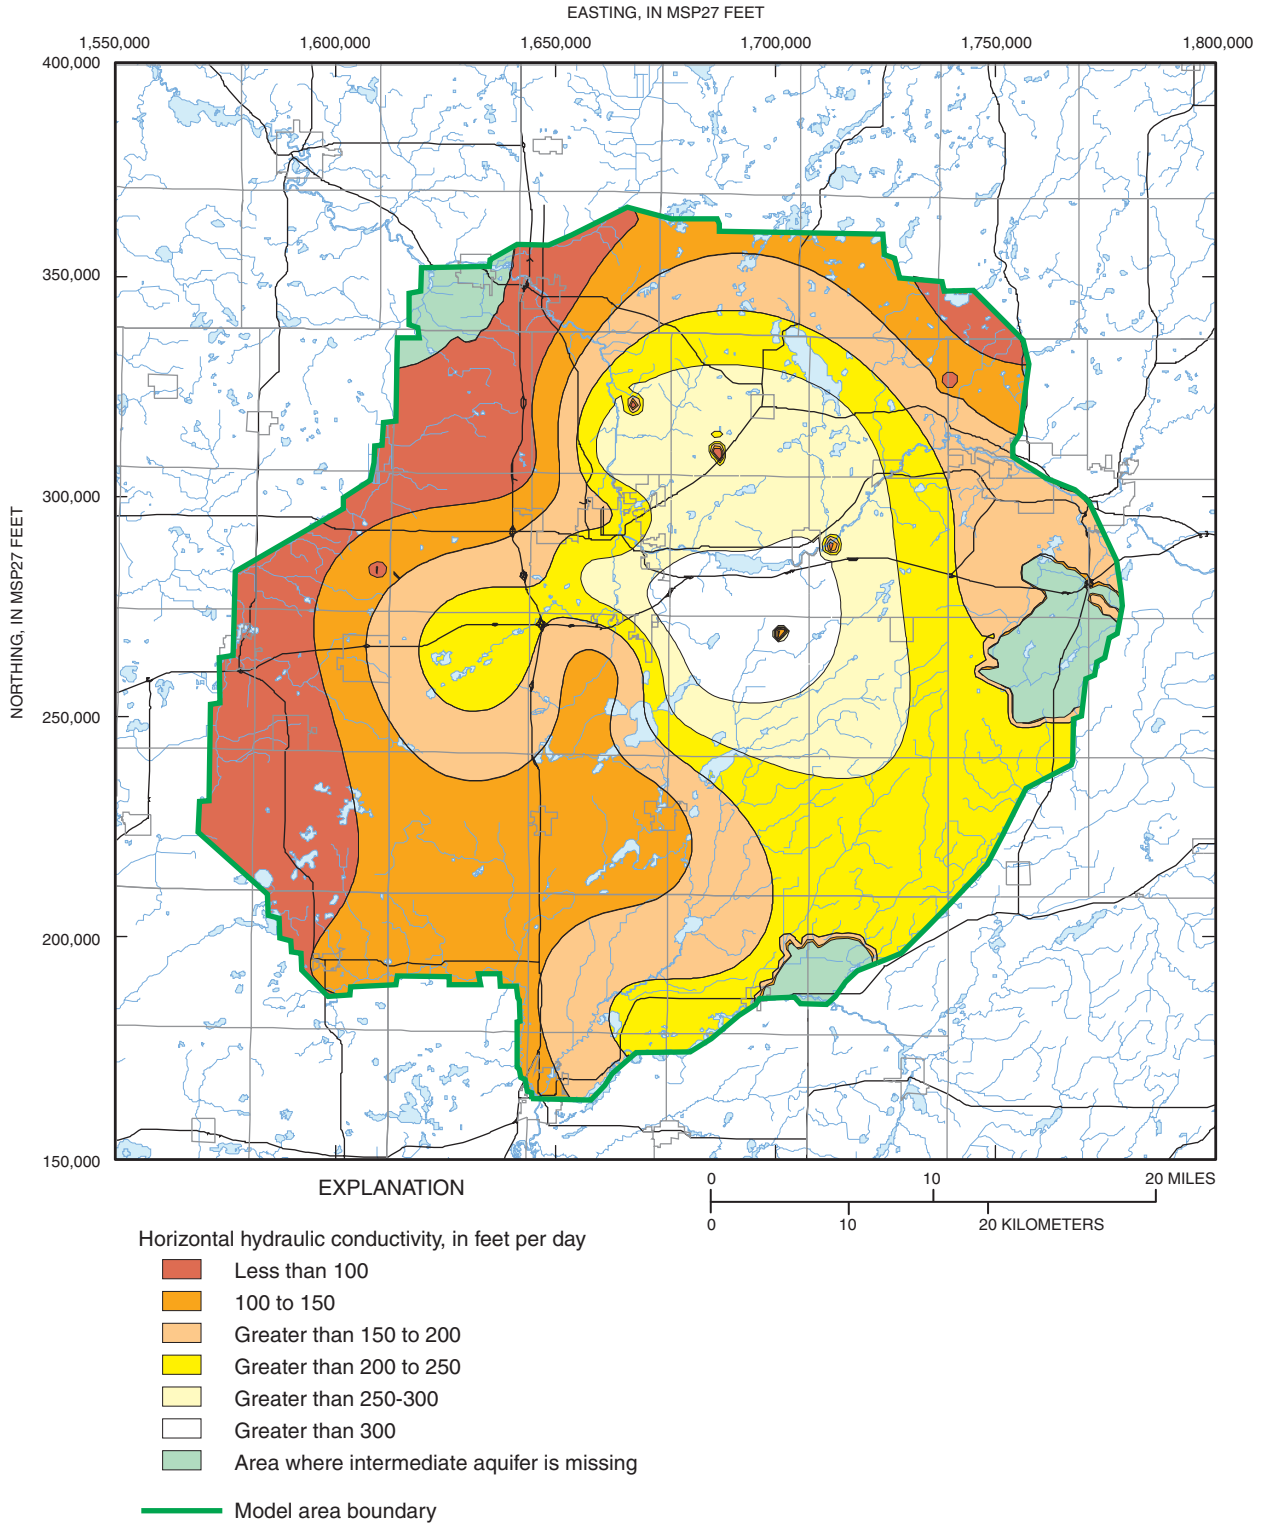 EASTING, IN MSP27 FEET
1,550,000 1,600,000 1,650,000 1,700,000 1,750,000 1,800,000
400,000
350,000
300,000
NORTHING, IN MSP27 FEET
250,000
200,000
150,000
EXPLANATION
0 10 20 MILES
0 10 20 KILOMETERS
Horizontal hydraulic conductivity, in feet per day
Less than 100
100 to 150
Greater than 150 to 200
Greater than 200 to 250
Greater than 250-300
Greater than 300
Area where intermediate aquifer is missing
Model area boundary